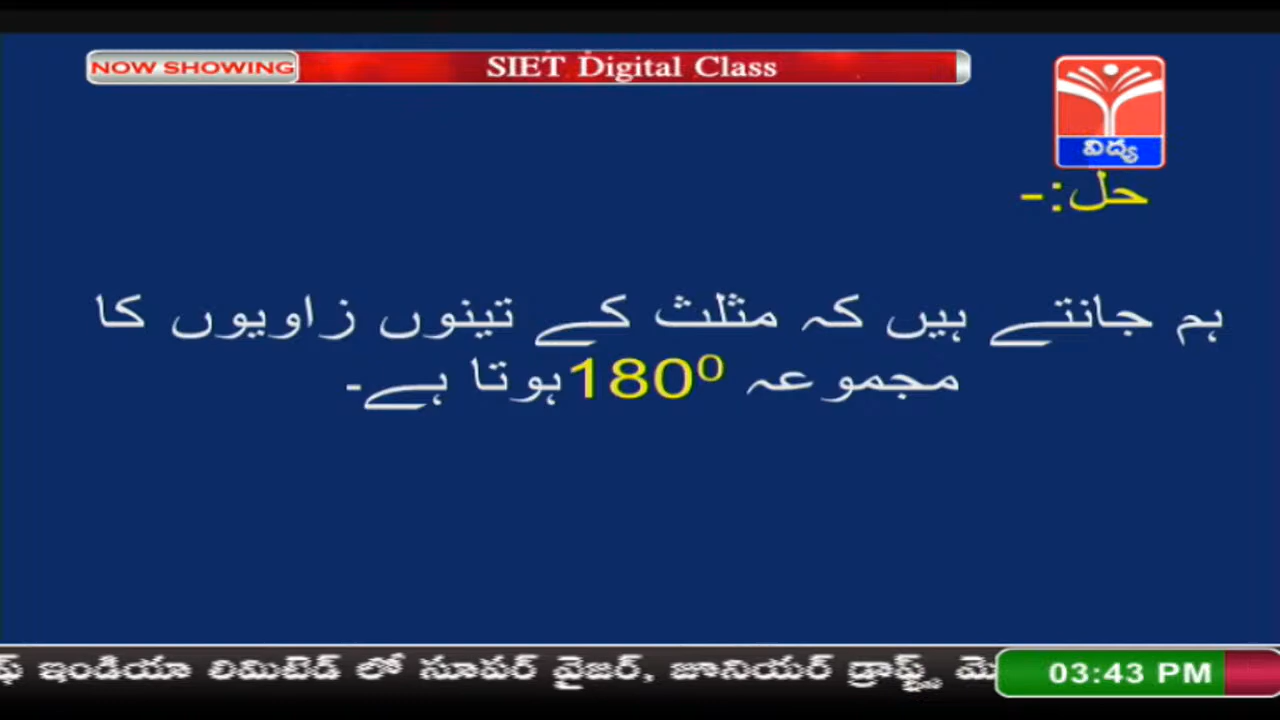 NOW SHOWING SIET Digital Class
విద్య
حل:-
ہم جانتے ہیں کہ مثلث کے تینوں زاویوں کا
مجموعہ 180⁰ ہوتا ہے۔
ఫ్ ఇండియా లిమిటెడ్ లో సూపర్ వైజర్, జూనియర్ డ్రాఫ్ట్స్ మె 03:43 PM